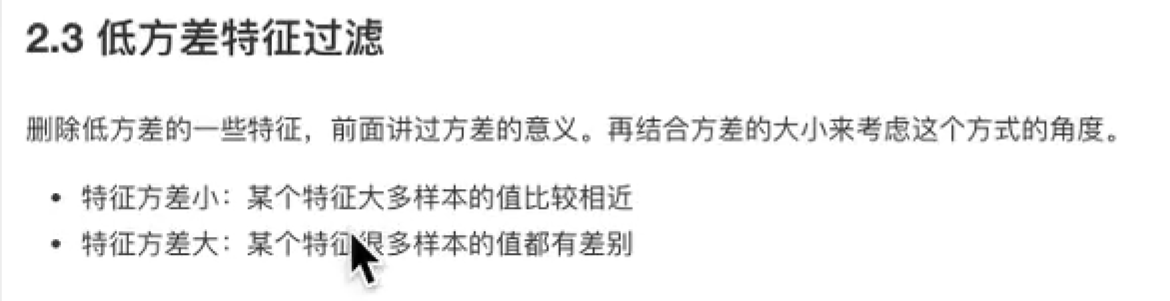 2.3 低方差特征过滤
删除低方差的一些特征，前面讲过方差的意义。再结合方差的大小来考虑这个方式的角度。
• 特征方差小：某个特征大多样本的值比较相近
• 特征方差大：某个特征很多样本的值都有差别